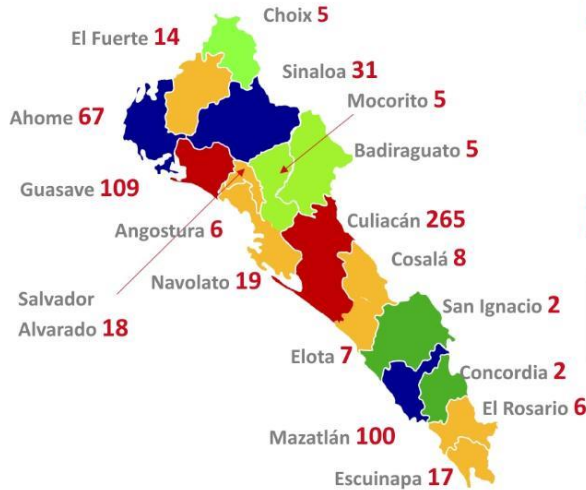 Choix 5
El Fuerte 14
Sinaloa 31
Mocorito 5
Ahome 67
Badiraguato 5
Guasave 109
Culiacán 265
Angostura 6
Cosalá 8
Navolato 19
Salvador
Alvarado 18
San Ignacio 2
Elota 7
Concordia 2
El Rosario 6
Mazatlán 100
Escuinapa 17